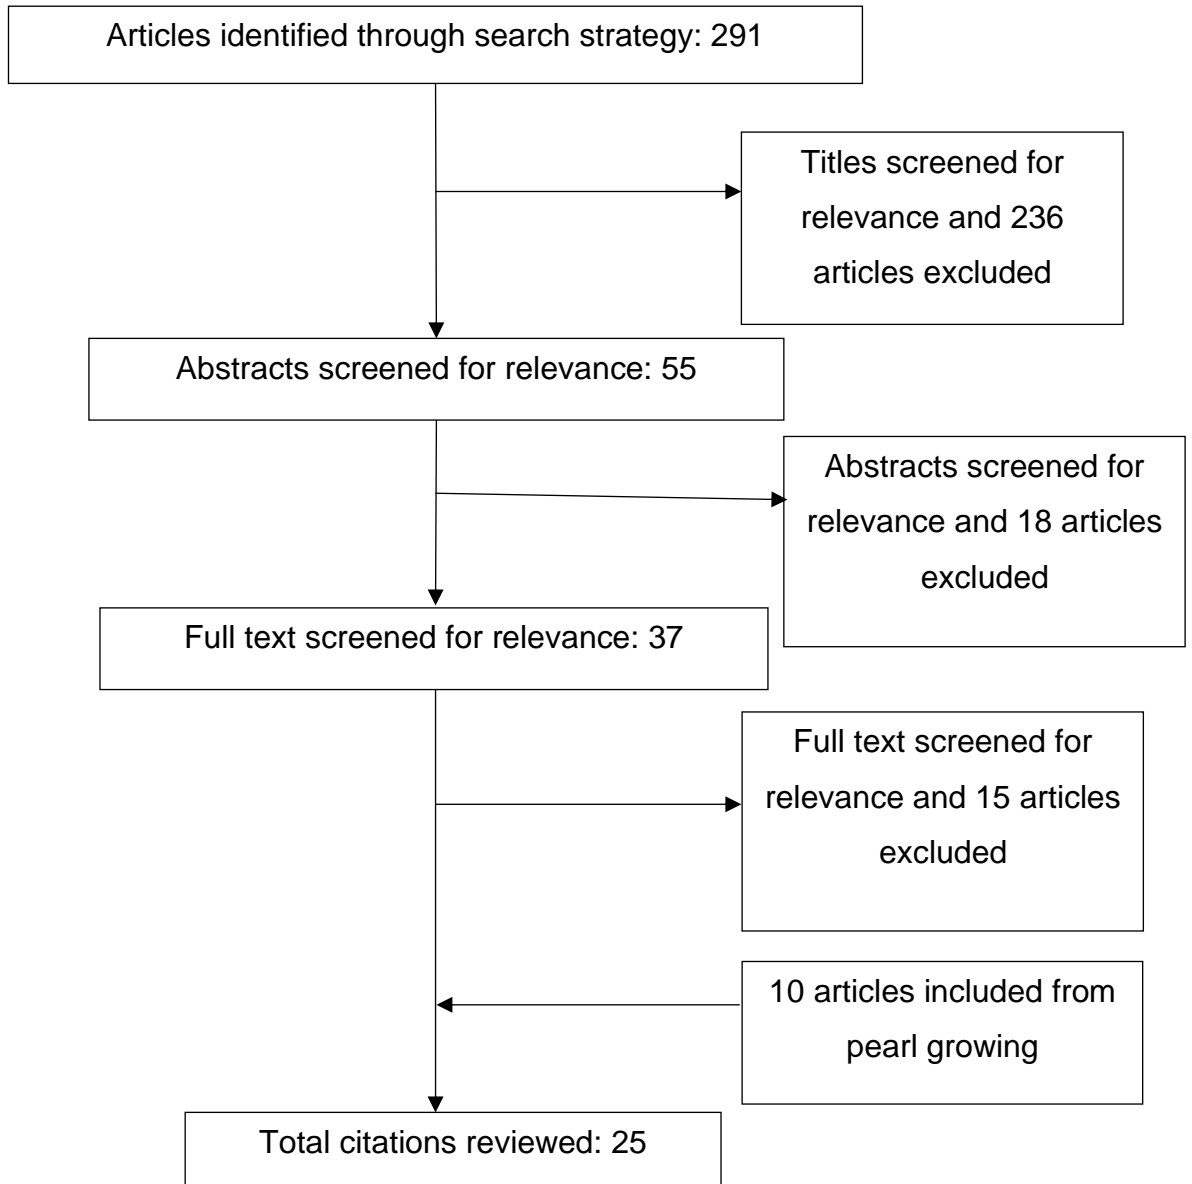 Articles identified through search strategy: 291
Titles screened for
relevance and 236
articles excluded
Abstracts screened for relevance: 55
Abstracts screened for
relevance and 18 articles
excluded
Full text screened for relevance: 37
Full text screened for
relevance and 15 articles
excluded
10 articles included from
pearl growing
Total citations reviewed: 25